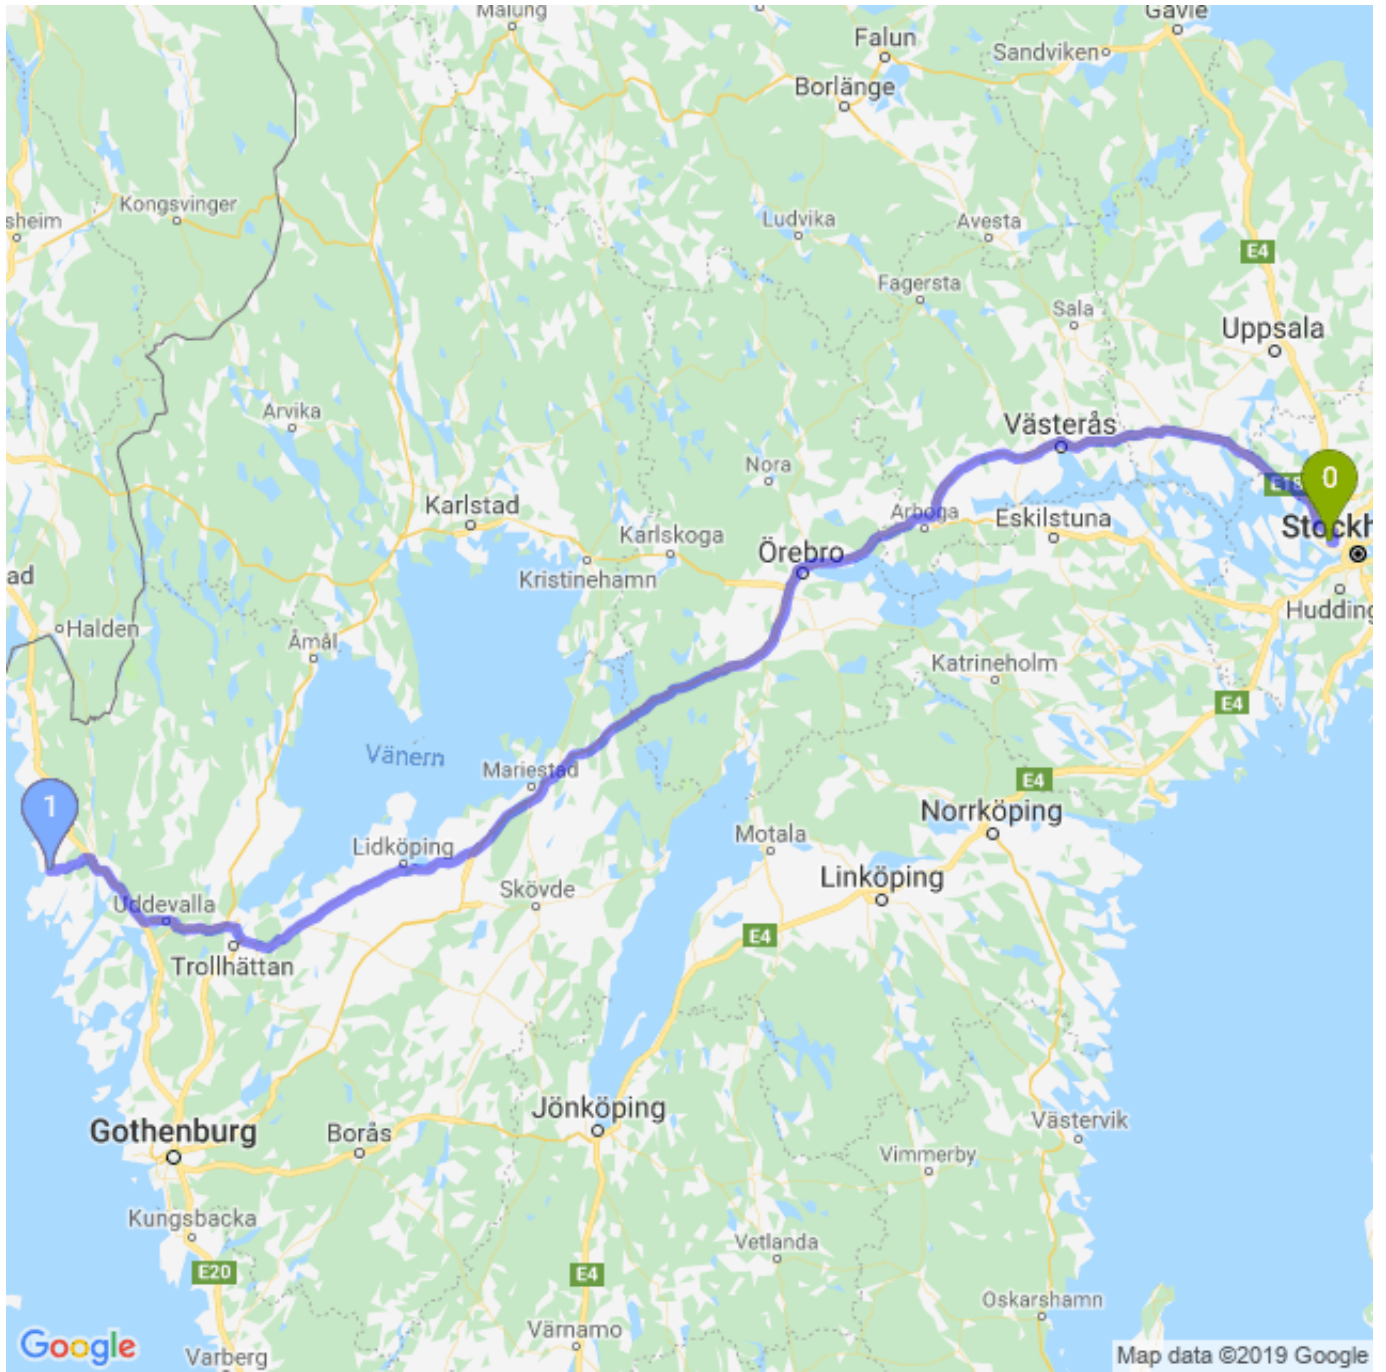 Malung
Falun
Gävle
Sandviken
Borlänge
Kongsvinger
sheim
Ludvika
Avesta
E4
Fagersta
Sala
Uppsala
Arvika
Västerås
Nora
E18
0
Karlstad
Arboga
Eskilstuna
Karlskoga
Stockh
Örebro
Kristinehamn
ad
Hudding
Halden
Åmål
Katrineholm
E4
Vänern
Mariestad
E4
1
Norrköping
Motala
Lidköping
Linköping
Skövde
Uddevalla
E4
Trollhättan
Jönköping
Västervik
Gothenburg
Borås
Vimmerby
Kungsbacka
Vetlanda
E20
E4
Oskarshamn
Värnamo
Google
Varberg
Map data ©2019 Google